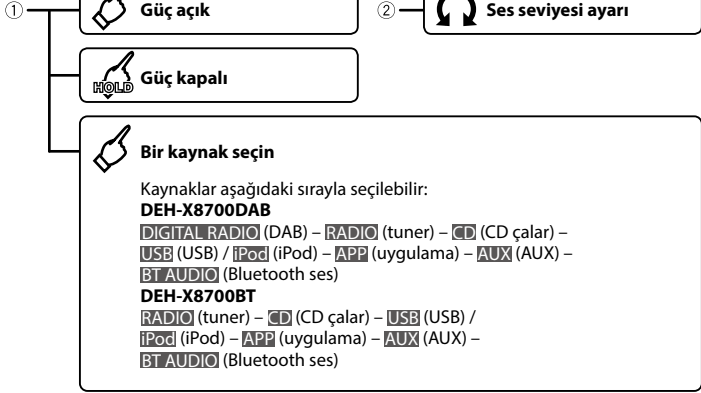 ① Güç açık
② Ses seviyesi ayarı
HOLD Güç kapalı
Bir kaynak seçin
Kaynaklar aşağıdaki sırayla seçilebilir:
DEH-X8700DAB
DIGITAL RADIO (DAB) – RADIO (tuner) – CD (CD çalar) –
USB (USB) / iPod (iPod) – APP (uygulama) – AUX (AUX) –
BT AUDIO (Bluetooth ses)
DEH-X8700BT
RADIO (tuner) – CD (CD çalar) – USB (USB) /
iPod (iPod) – APP (uygulama) – AUX (AUX) –
BT AUDIO (Bluetooth ses)